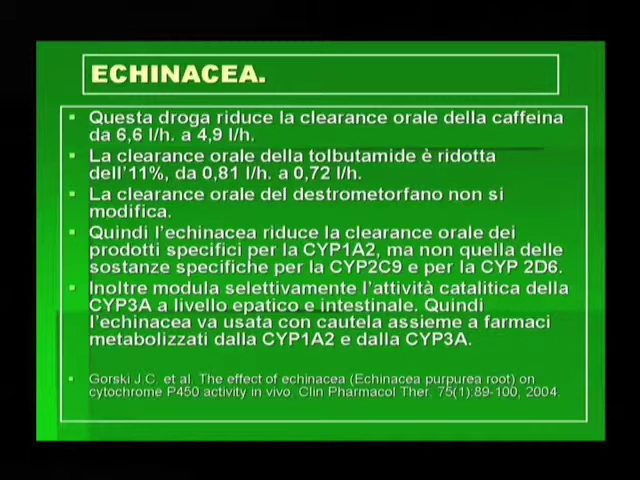 ECHINACEA.
Questa droga riduce la clearance orale della caffeina
da 6,6 l/h. a 4,9 l/h.
La clearance orale della tolbutamide è ridotta
dell'11%, da 0,81 l/h. a 0,72 l/h.
La clearance orale del destrometorfano non si
modifica.
Quindi l'echinacea riduce la clearance orale dei
prodotti specifici per la CYP1A2, ma non quella delle
sostanze specifiche per la CYP2C9 e per la CYP 2D6.
Inoltre modula selettivamente l'attività catalitica della
CYP3A a livello epatico e intestinale. Quindi
l'echinacea va usata con cautela assieme a farmaci
metabolizzati dalla CYP1A2 e dalla CYP3A.
Gorski J.C. et al. The effect of echinacea (Echinacea purpurea root) on
cytochrome P450 activity in vivo. Clin Pharmacol Ther. 75(1):89-100, 2004.